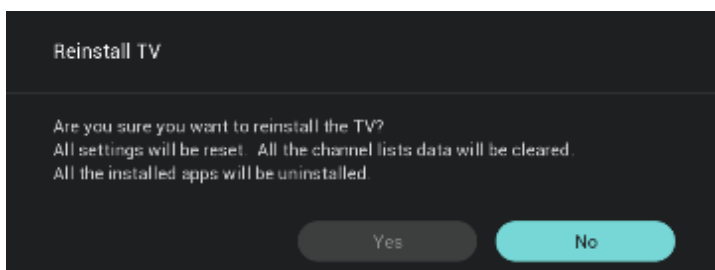 Reinstall TV
Are you sure you want to reinstall the TV?
All settings will be reset. All the channel lists data will be cleared.
All the installed apps will be uninstalled.
Yes
No